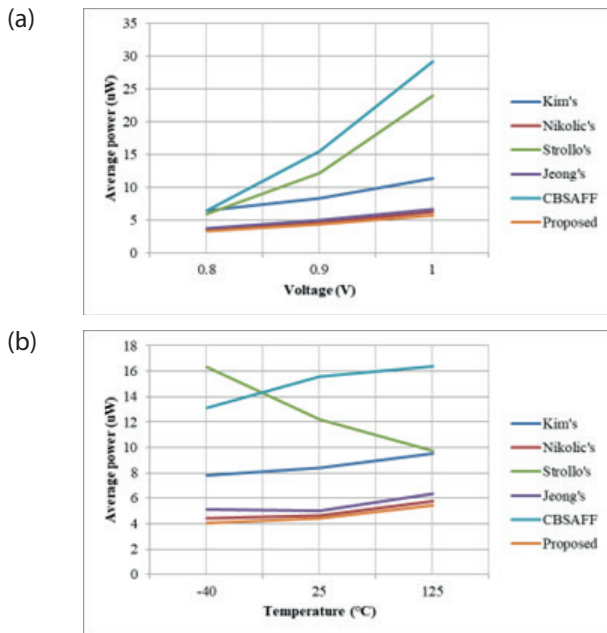 (a)
35
30
25
20
15
10
5
0
Average power (uW)
0.8
0.9
1
Voltage (V)
Kim's
Nikolic's
Strollo's
Jeong's
CBSAFF
Proposed
(b)
18
16
14
12
10
8
6
4
2
0
Average power (uW)
-40
25
125
Temperature (°C)
Kim's
Nikolic's
Strollo's
Jeong's
CBSAFF
Proposed